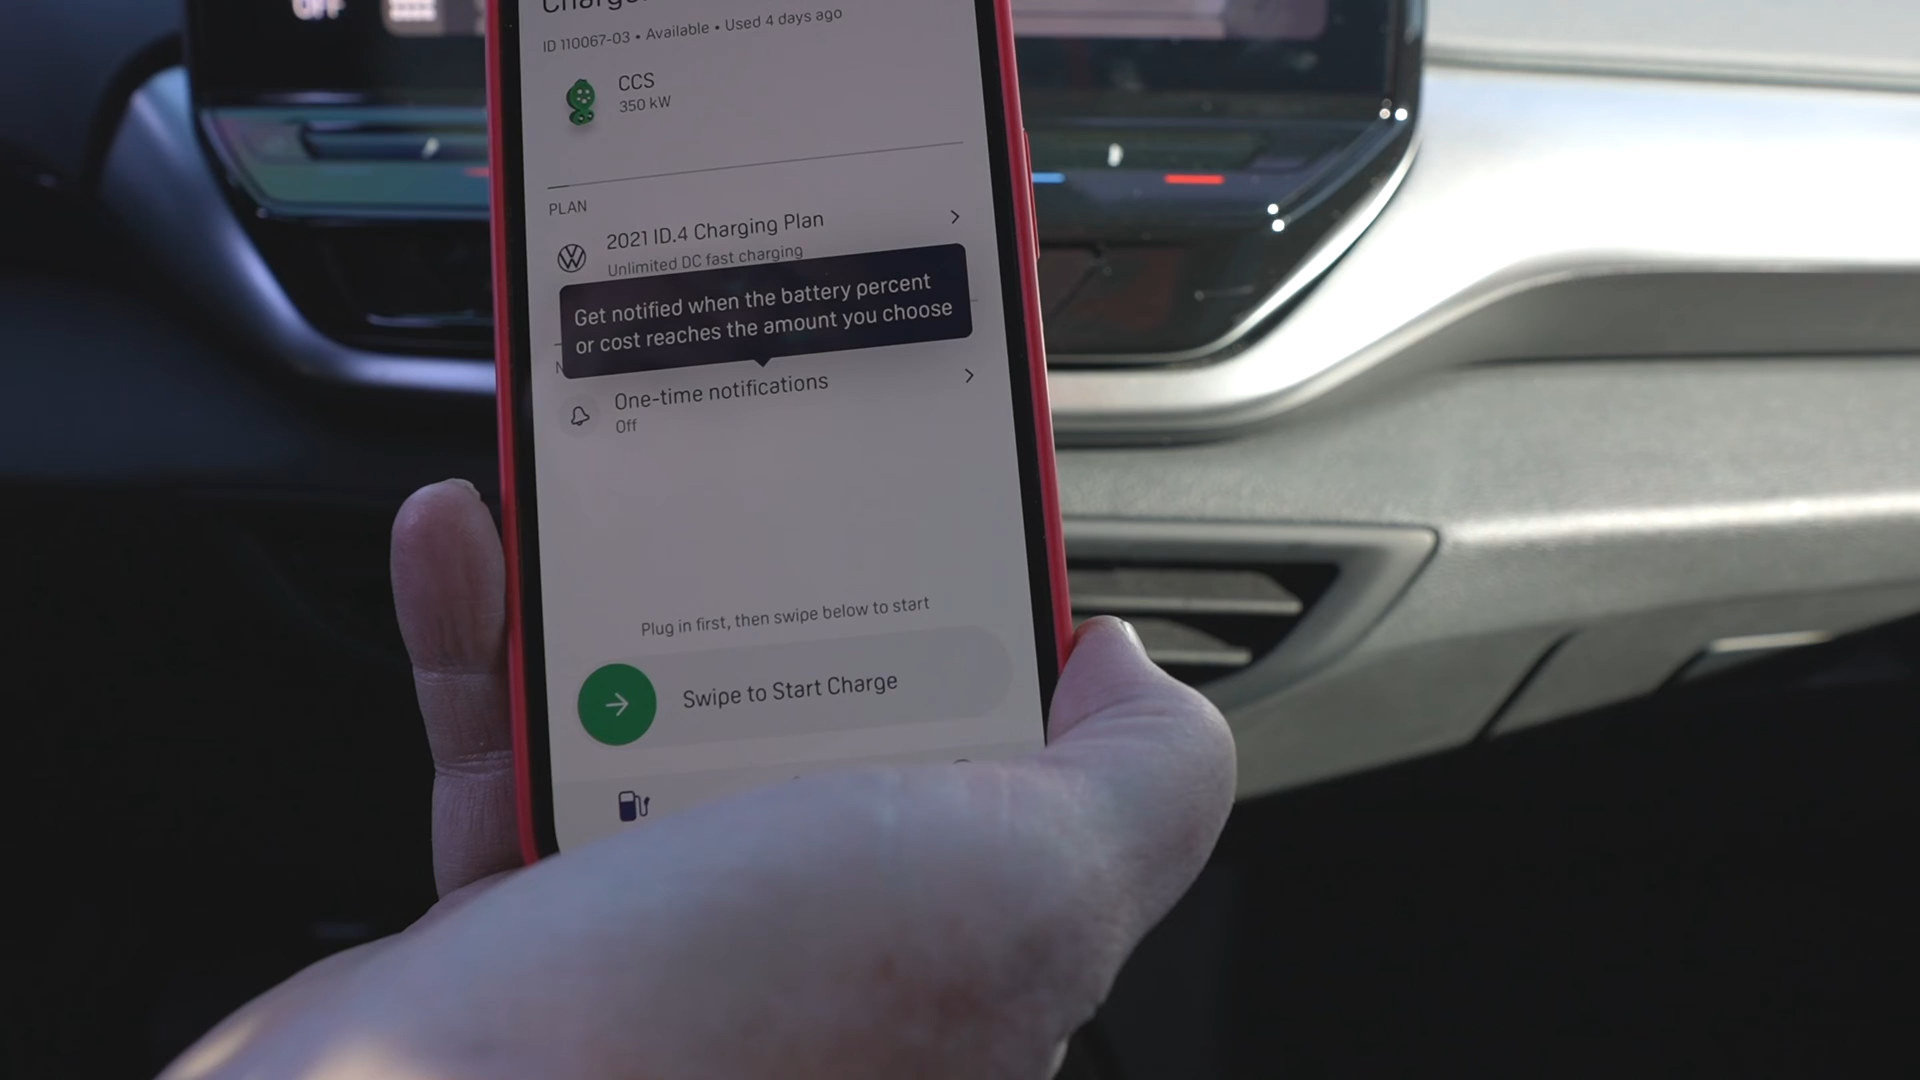 OFF
ID 110067-03 • Available • Used 4 days ago
CCS
350 kW
PLAN
2021 ID.4 Charging Plan
Unlimited DC fast charging
Get notified when the battery percent
or cost reaches the amount you choose
One-time notifications
Off
Plug in first, then swipe below to start
Swipe to Start Charge